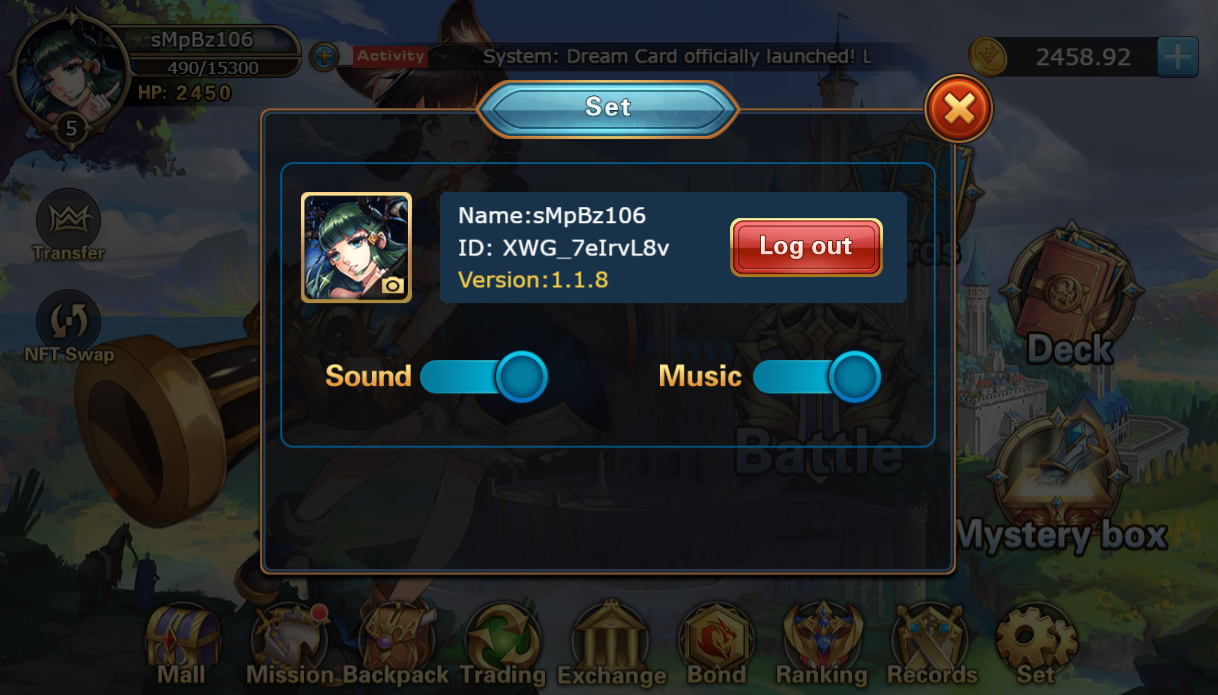 sMpBz106
490/15300
HP: 2450
5
Activity
System: Dream Card officially launched! L
2458.92
Set
Name:sMpBz106
ID: XWG_7eIrvL8v
Version:1.1.8
Log out
Transfer
NFT Swap
Sound
Music
Deck
Battle
Mystery box
Mall
Mission
Backpack
Trading
Exchange
Bond
Ranking
Records
Set